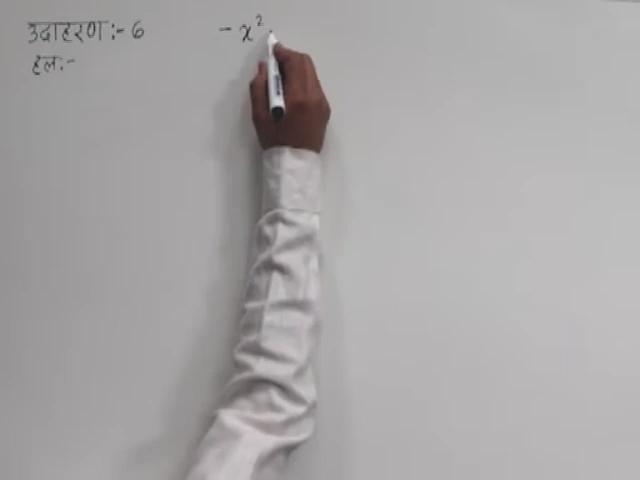 उदाहरण :- 6 - x²
हल :-